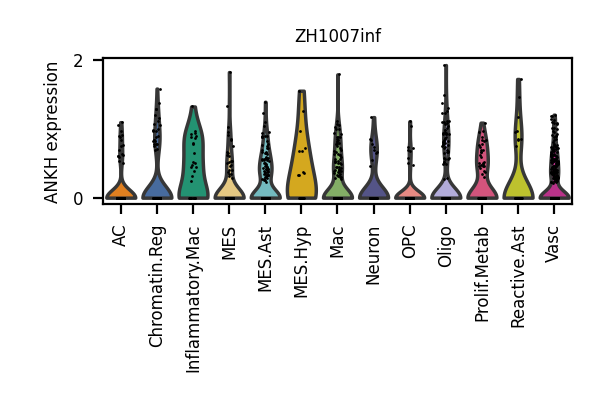 ZH1007inf
ANKH expression
2
0
AC
Chromatin.Reg
Inflammatory.Mac
MES
MES.Ast
MES.Hyp
Mac
Neuron
OPC
Oligo
Prolif.Metab
Reactive.Ast
Vasc